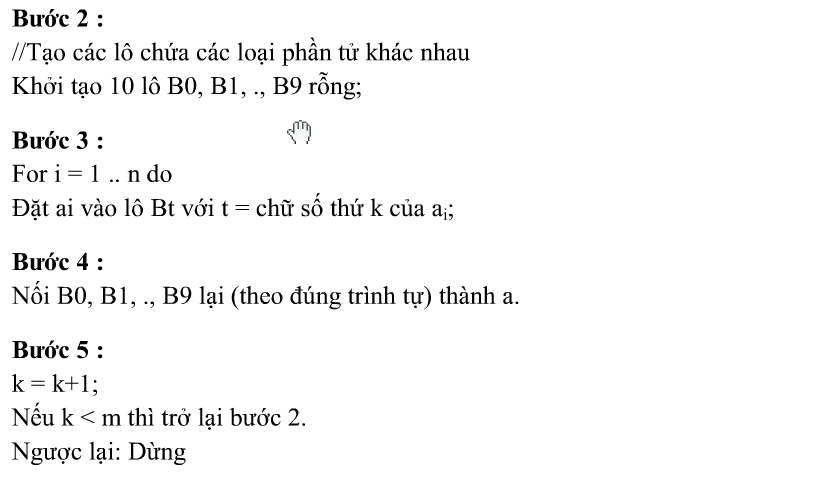 Bước 2 :
//Tạo các lô chứa các loại phần tử khác nhau
Khởi tạo 10 lô B0, B1, ., B9 rỗng;
Bước 3 :
For i = 1 .. n do
Đặt ai vào lô Bt với t = chữ số thứ k của aᵢ;
Bước 4 :
Nối B0, B1, ., B9 lại (theo đúng trình tự) thành a.
Bước 5 :
k = k+1;
Nếu k < m thì trở lại bước 2.
Ngược lại: Dừng